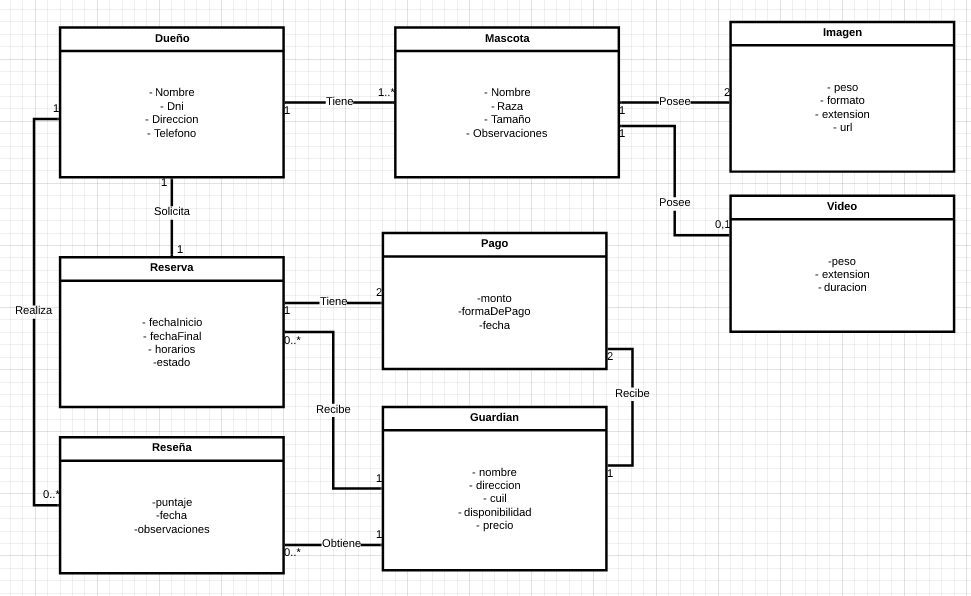 Dueño
- Nombre
- Dni
- Direccion
- Telefono
Mascota
- Nombre
- Raza
- Tamaño
- Observaciones
Imagen
- peso
- formato
- extension
- url
1
Tiene
1..*
1
Posee
2
1
Posee
0,1
Video
-peso
- extension
- duracion
1
Solicita
1
1
Realiza
0..*
Reserva
- fechaInicio
- fechaFinal
- horarios
-estado
1
Tiene
2
Pago
-monto
-formaDePago
-fecha
0..*
Recibe
1
2
Recibe
1
Guardian
- nombre
- direccion
- cuil
- disponibilidad
- precio
Reseña
-puntaje
-fecha
-observaciones
0..*
Obtiene
1